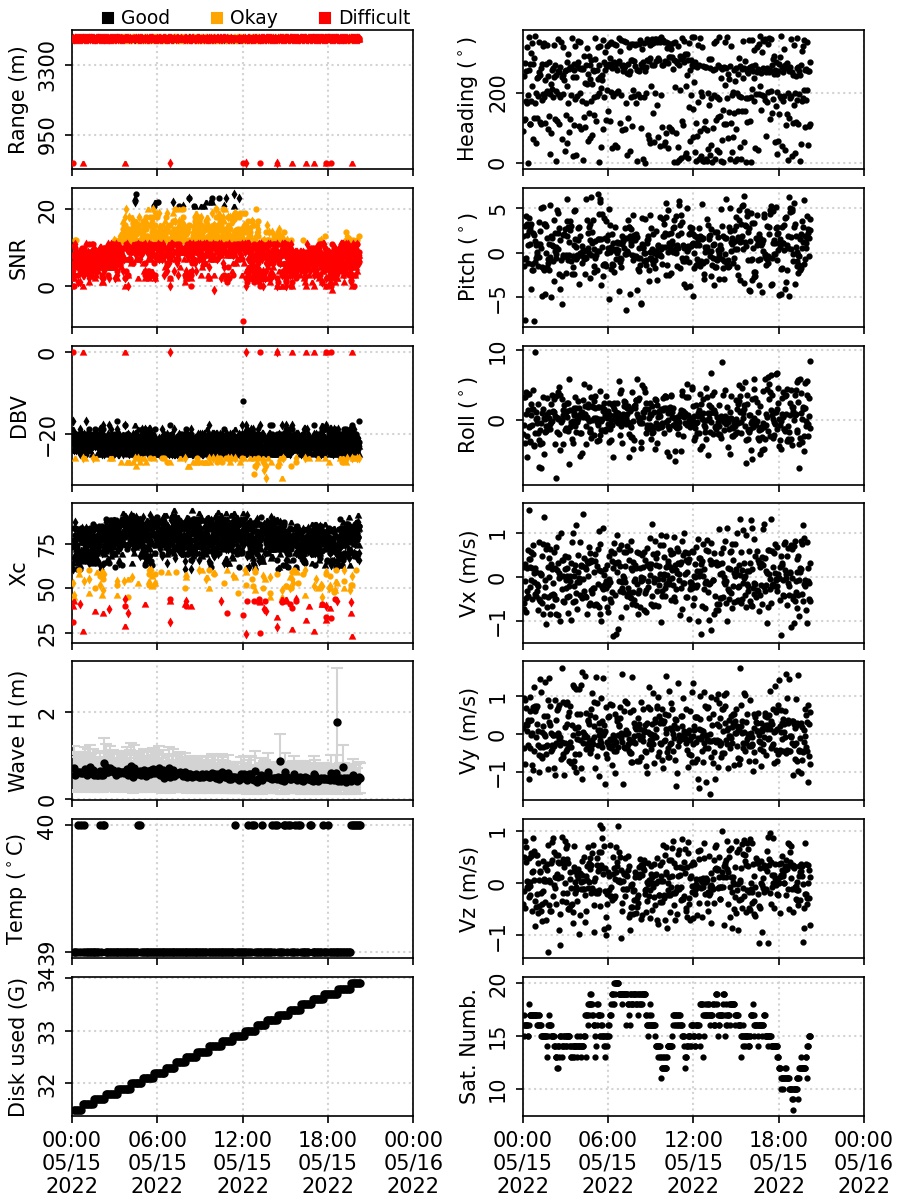 Good Okay Difficult
Range (m)
3300
950
Heading (°)
200
0
SNR
20
0
Pitch (°)
5
0
−5
DBV
0
−20
Roll (°)
10
0
Xc
75
50
25
Vx (m/s)
1
0
−1
Wave H (m)
2
0
Vy (m/s)
1
0
−1
Temp (°C)
40
39
Vz (m/s)
1
0
−1
Disk used (G)
34
33
32
Sat. Numb.
20
15
10
00:00 06:00 12:00 18:00 00:00 00:00 06:00 12:00 18:00 00:00
05/15 05/15 05/15 05/15 05/16 05/15 05/15 05/15 05/15 05/16
2022 2022 2022 2022 2022 2022 2022 2022 2022 2022